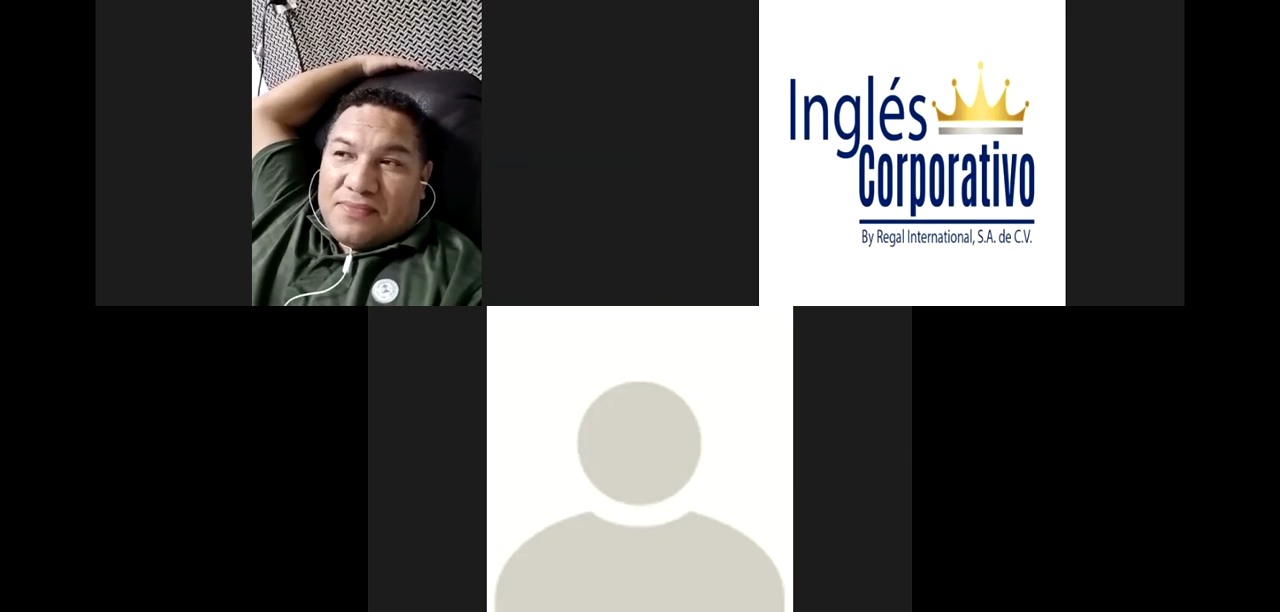 Inglés
Corporativo
By Regal International, S.A. de C.V.